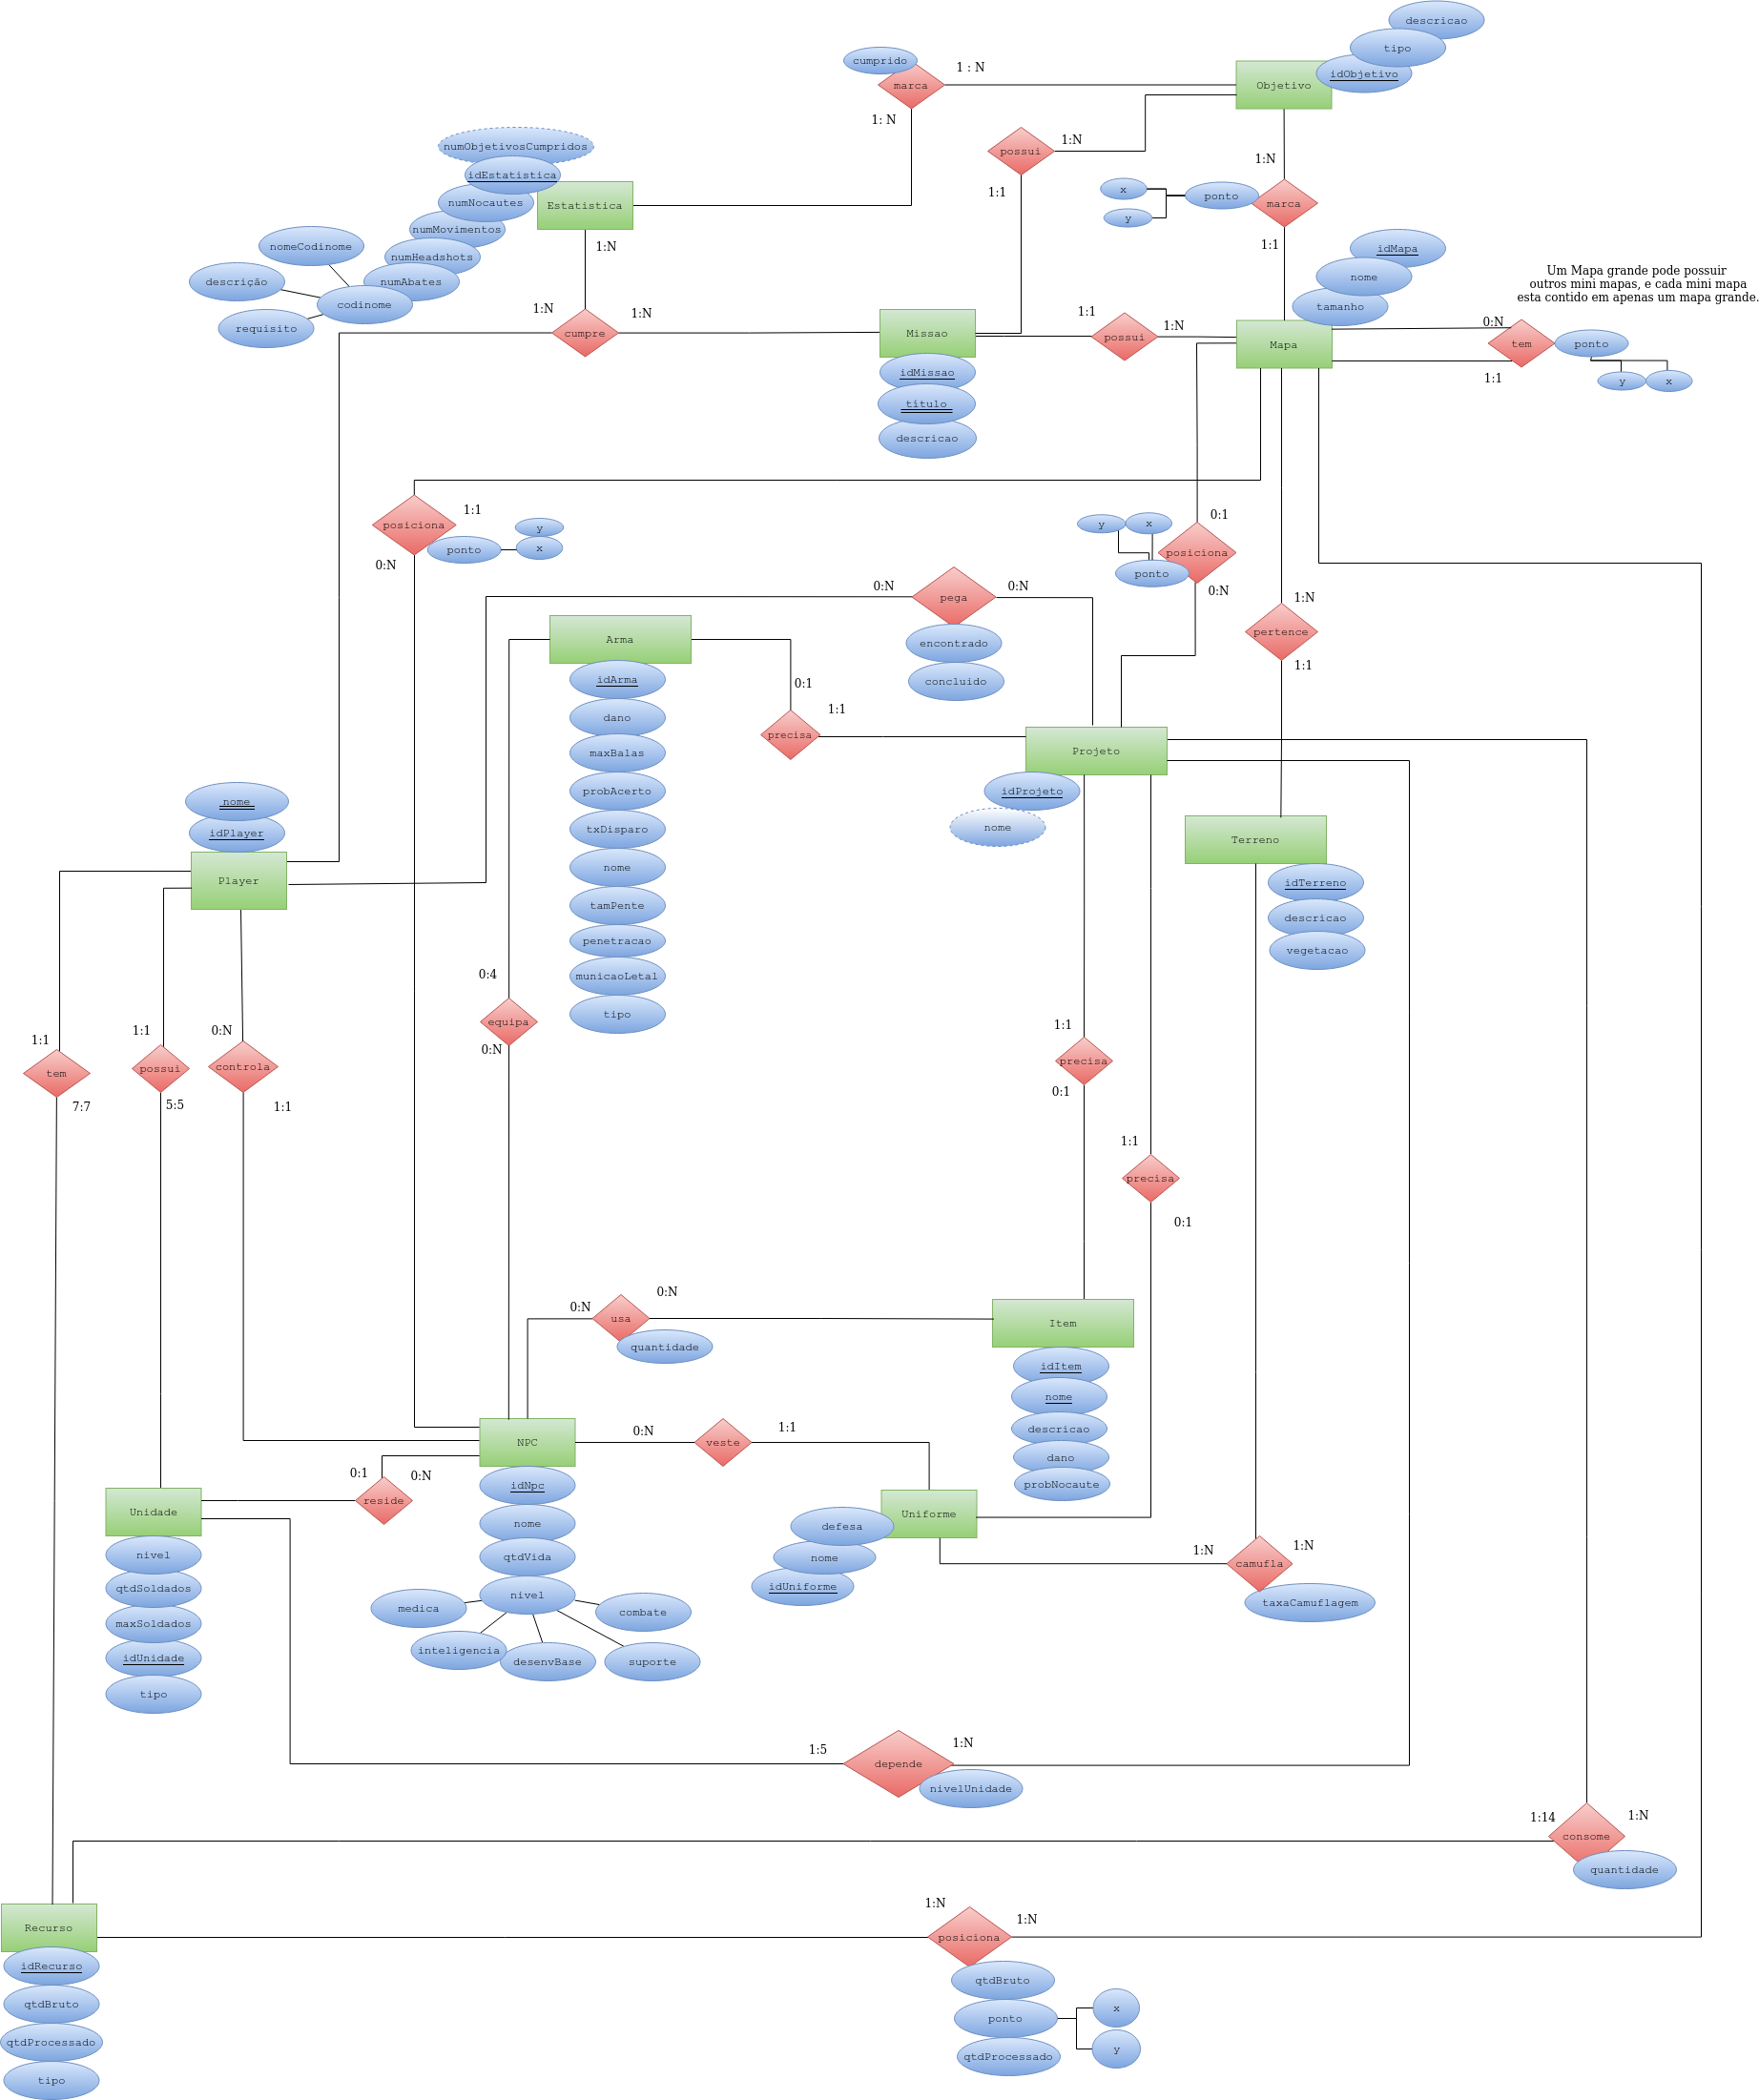 descricao
tipo
cumprido
1 : N
idObjetivo
marca
Objetivo
1: N
1:N
numObjetivosCumpridos
possui
1:N
idEstatistica
x
1:1
numNocautes
Estatistica
ponto
marca
y
numMovimentos
nomeCodinome
1:N
1:1
idMapa
numHeadshots
Um Mapa grande pode possuir
outros mini mapas, e cada mini mapa
esta contido em apenas um mapa grande.
descrição
numAbates
nome
codinome
tamanho
1:N
1:N
1:1
1:N
0:N
requisito
cumpre
Missao
possui
Mapa
tem
ponto
idMissao
1:1
y
x
titulo
descricao
1:1
0:1
posiciona
y
y
x
ponto
x
posiciona
0:N
ponto
0:N
0:N
0:N
pega
1:N
Arma
encontrado
pertence
1:1
idArma
concluido
0:1
dano
1:1
precisa
maxBalas
Projeto
probAcerto
idProjeto
nome
txDisparo
nome
idPlayer
Terreno
nome
Player
idTerreno
tamPente
descricao
penetracao
vegetacao
0:4
municaoLetal
tipo
equipa
1:1
1:1
0:N
1:1
0:N
tem
possui
controla
precisa
0:1
7:7
5:5
1:1
1:1
precisa
0:1
0:N
0:N
usa
Item
quantidade
idItem
nome
0:N
1:1
descricao
NPC
veste
dano
0:1
0:N
probNocaute
idNpc
reside
Unidade
Uniforme
nome
defesa
nivel
qtdVida
nome
1:N
1:N
camufla
qtdSoldados
nivel
idUniforme
medica
combate
taxaCamuflagem
maxSoldados
inteligencia
desenvBase
suporte
idUnidade
tipo
1:5
1:N
depende
nivelUnidade
1:14
1:N
consome
quantidade
1:N
1:N
Recurso
posiciona
idRecurso
qtdBruto
qtdBruto
x
ponto
qtdProcessado
y
qtdProcessado
tipo